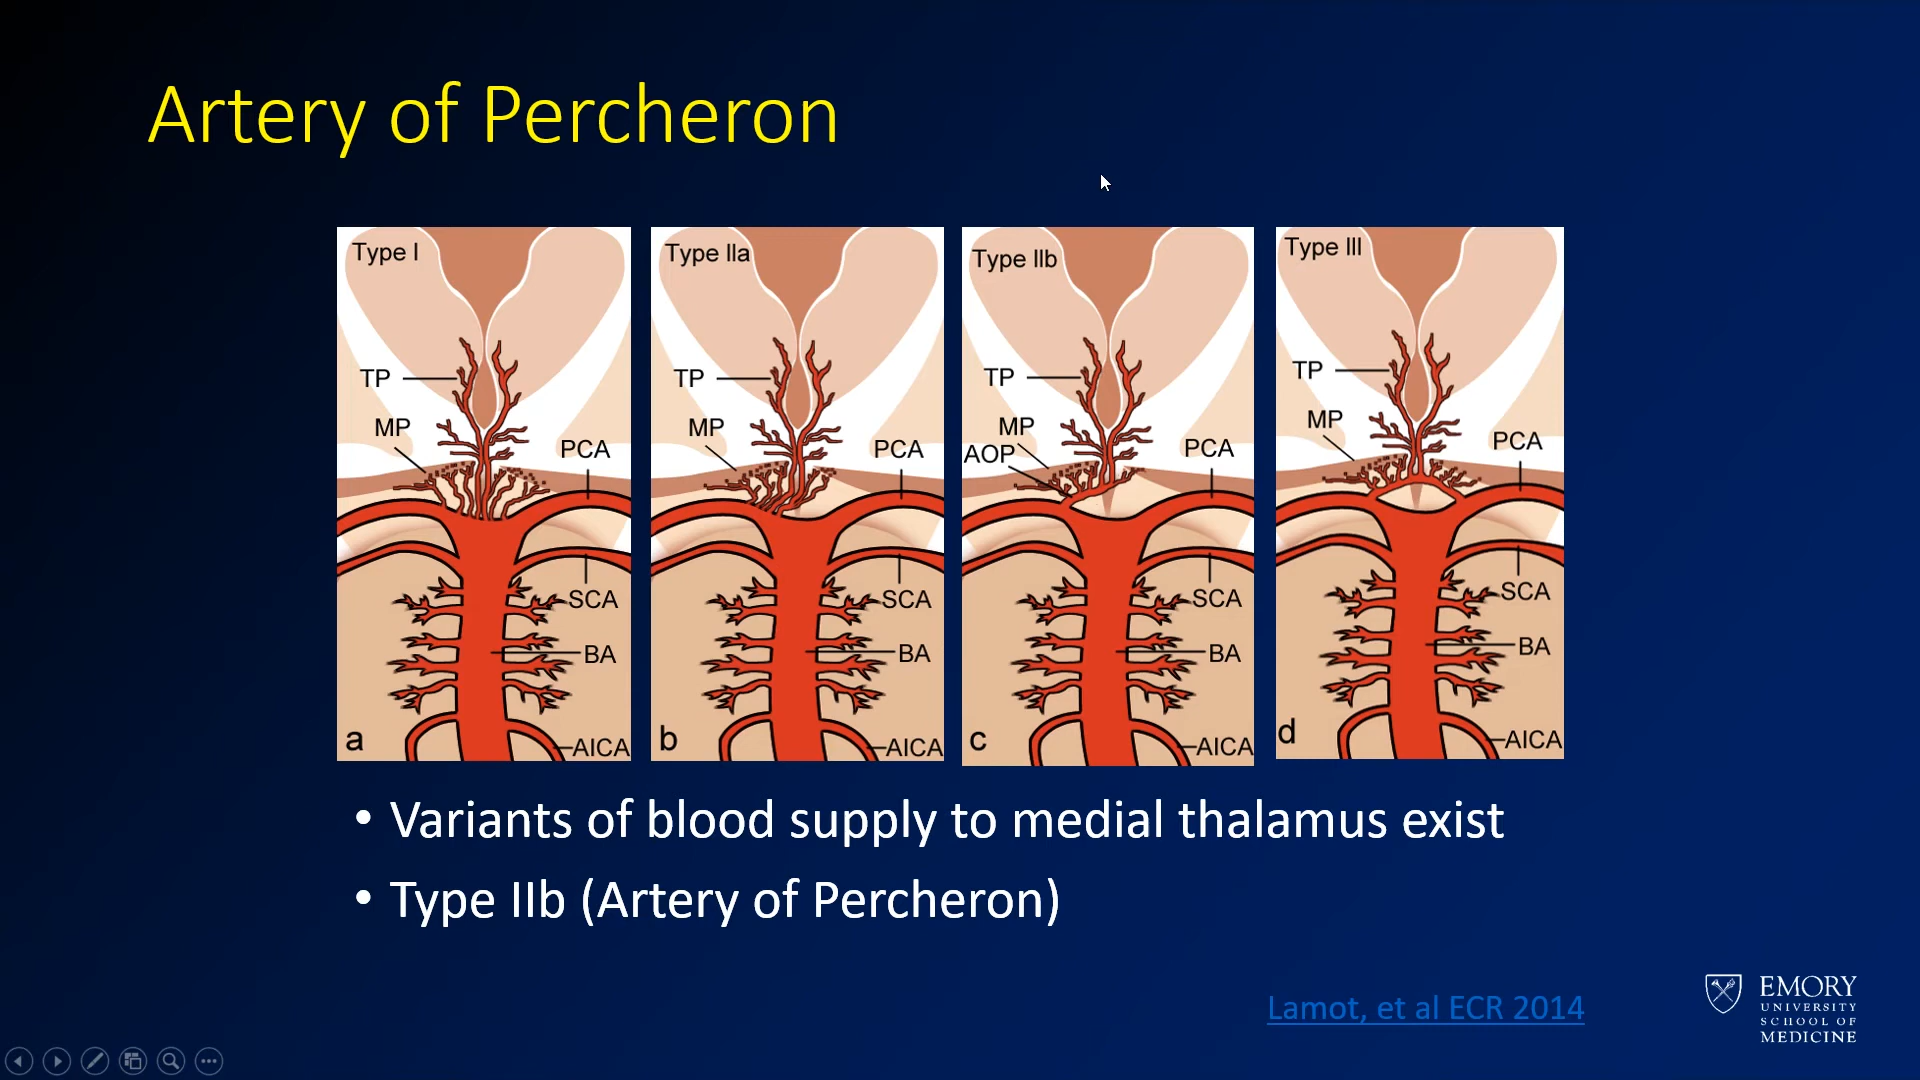 Artery of Percheron
Type I
TP
MP
PCA
SCA
BA
AICA
a
Type IIa
TP
MP
PCA
SCA
BA
AICA
b
Type IIb
TP
MP
AOP
PCA
SCA
BA
AICA
c
Type III
TP
MP
PCA
SCA
BA
AICA
d
• Variants of blood supply to medial thalamus exist
• Type IIb (Artery of Percheron)
Lamot, et al ECR 2014
EMORY
UNIVERSITY
SCHOOL OF
MEDICINE